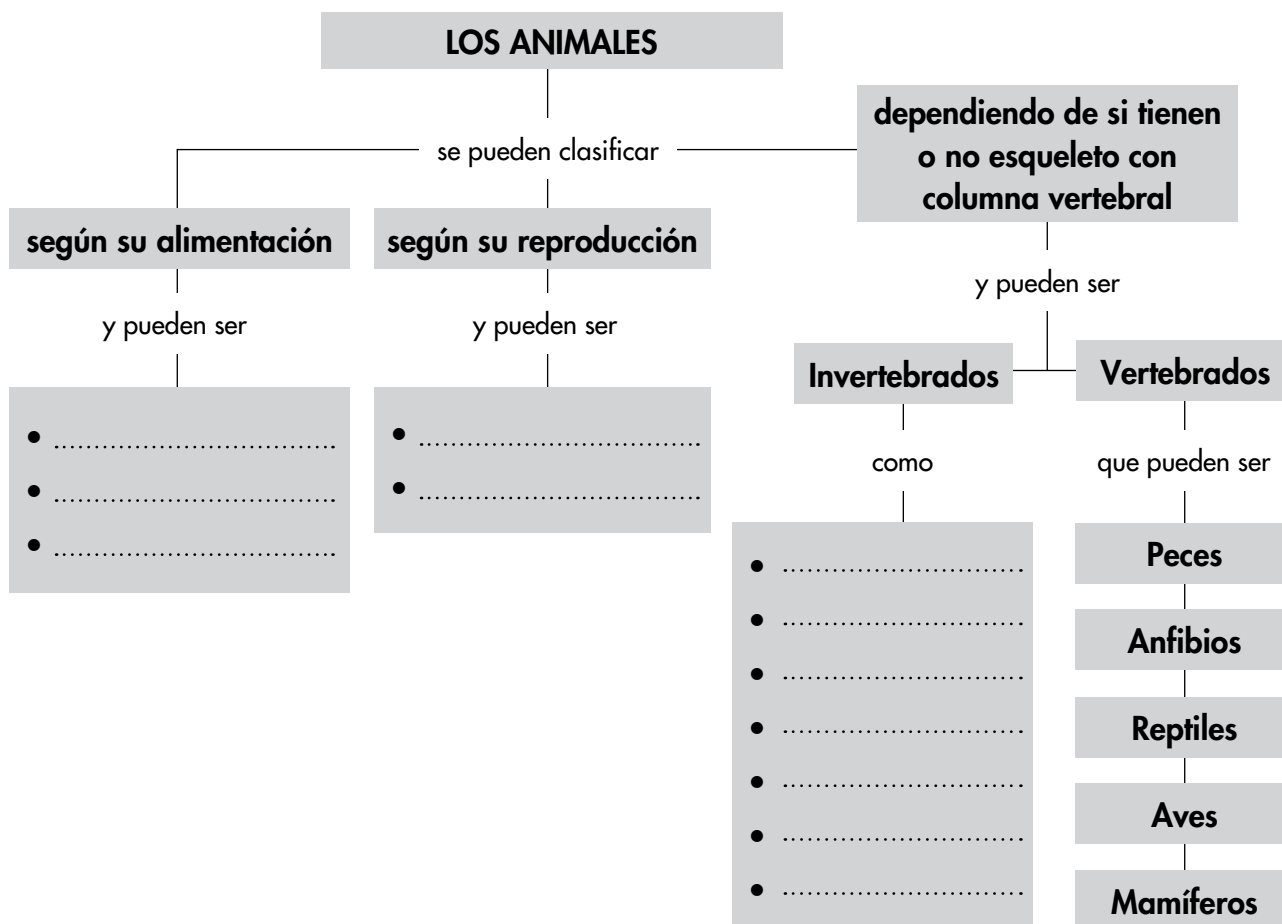 LOS ANIMALES
se pueden clasificar
según su alimentación
y pueden ser
• ..................................
• ..................................
• ..................................
según su reproducción
y pueden ser
• ..................................
• ..................................
dependiendo de si tienen
o no esqueleto con
columna vertebral
y pueden ser
Invertebrados
como
• .............................
• .............................
• .............................
• .............................
• .............................
• .............................
• .............................
Vertebrados
que pueden ser
Peces
Anfibios
Reptiles
Aves
Mamíferos